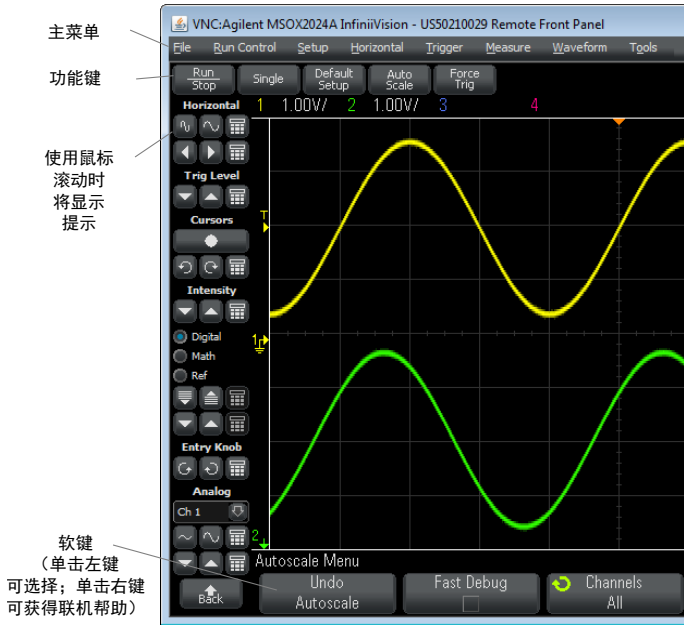 VNC:Agilent MSOX2024A InfiniiVision - US50210029 Remote Front Panel
主菜单
File Run Control Setup Horizontal Trigger Measure Waveform Tools
功能键
Run Stop
Single
Default Setup
Auto Scale
Force Trig
Horizontal
1 1.00V/ 2 1.00V/ 3 4
使用鼠标
滚动时
将显示
提示
Trig Level
T
Cursors
Intensity
Digital
1
Math
Ref
Entry Knob
Analog
Ch 1
2
软键
（单击左键
可选择；单击右键
可获得联机帮助）
Autoscale Menu
Back
Undo
Autoscale
Fast Debug
Channels
All